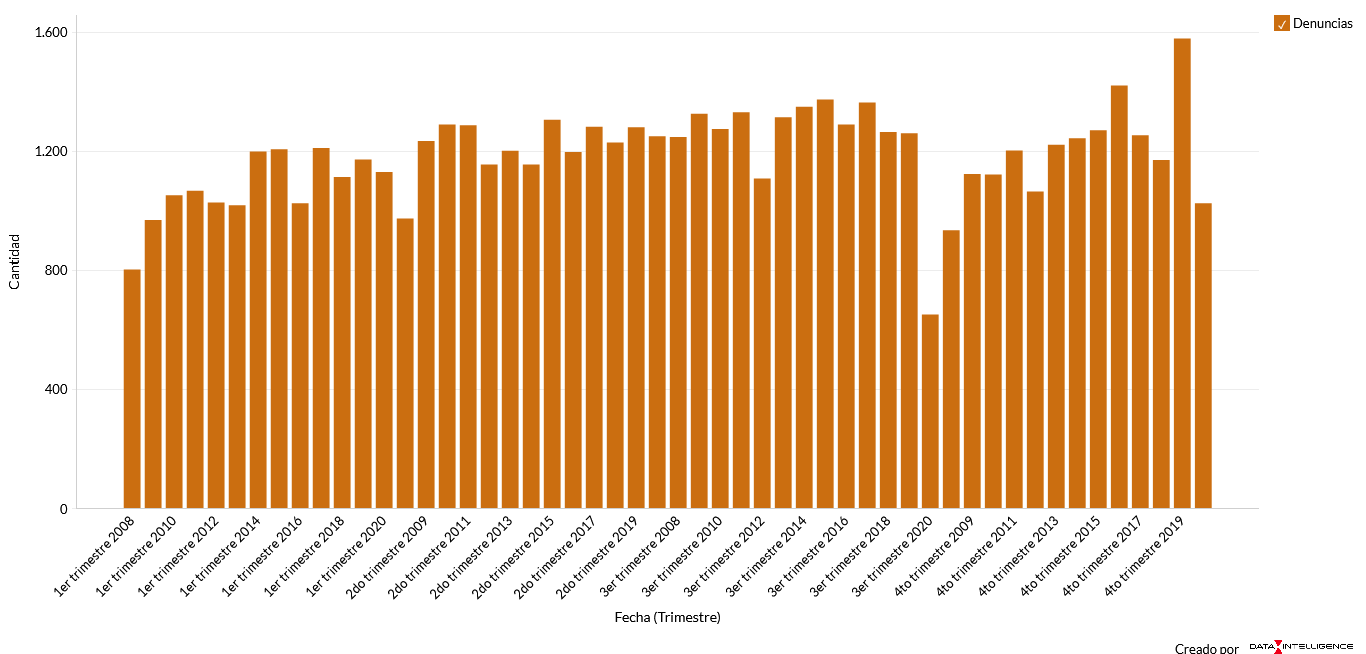 ✓ Denuncias
1.600
1.200
800
400
0
Cantidad
1er trimestre 2008
1er trimestre 2010
1er trimestre 2012
1er trimestre 2014
1er trimestre 2016
1er trimestre 2018
1er trimestre 2020
2do trimestre 2009
2do trimestre 2011
2do trimestre 2013
2do trimestre 2015
2do trimestre 2017
2do trimestre 2019
3er trimestre 2008
3er trimestre 2010
3er trimestre 2012
3er trimestre 2014
3er trimestre 2016
3er trimestre 2018
3er trimestre 2020
4to trimestre 2009
4to trimestre 2011
4to trimestre 2013
4to trimestre 2015
4to trimestre 2017
4to trimestre 2019
Fecha (Trimestre)
Creado por DATA INTELLIGENCE